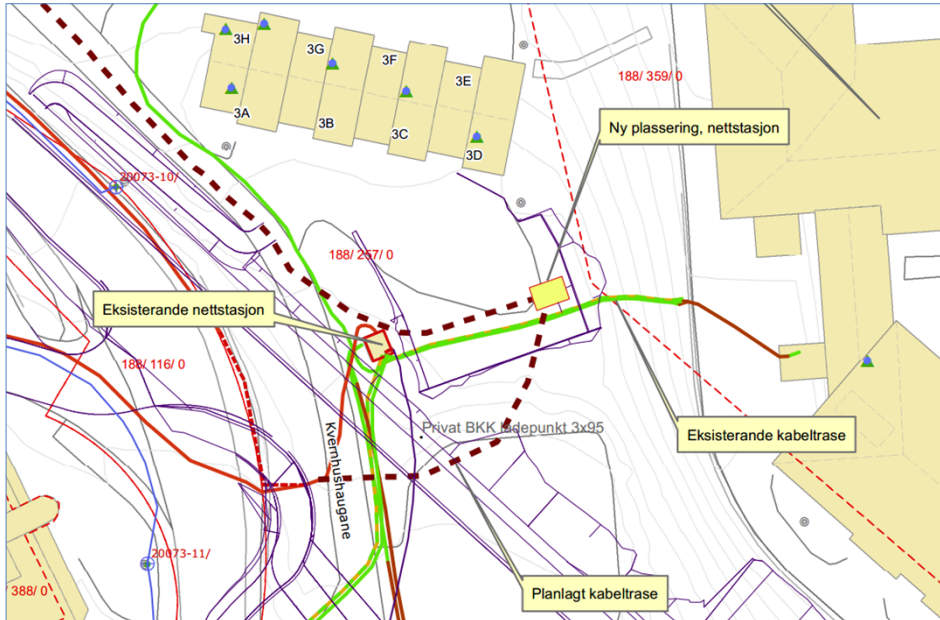 3H
3G
3F
3E
3A
3B
3C
3D
188/ 359/ 0
Ny plassering, nettstasjon
20073-10/
188/ 257/ 0
Eksisterande nettstasjon
188/ 116/ 0
Privat BKK ladepunkt 3x95
Eksisterande kabeltrase
Kvernhushaugane
20073-11/
Planlagt kabeltrase
/ 388/ 0